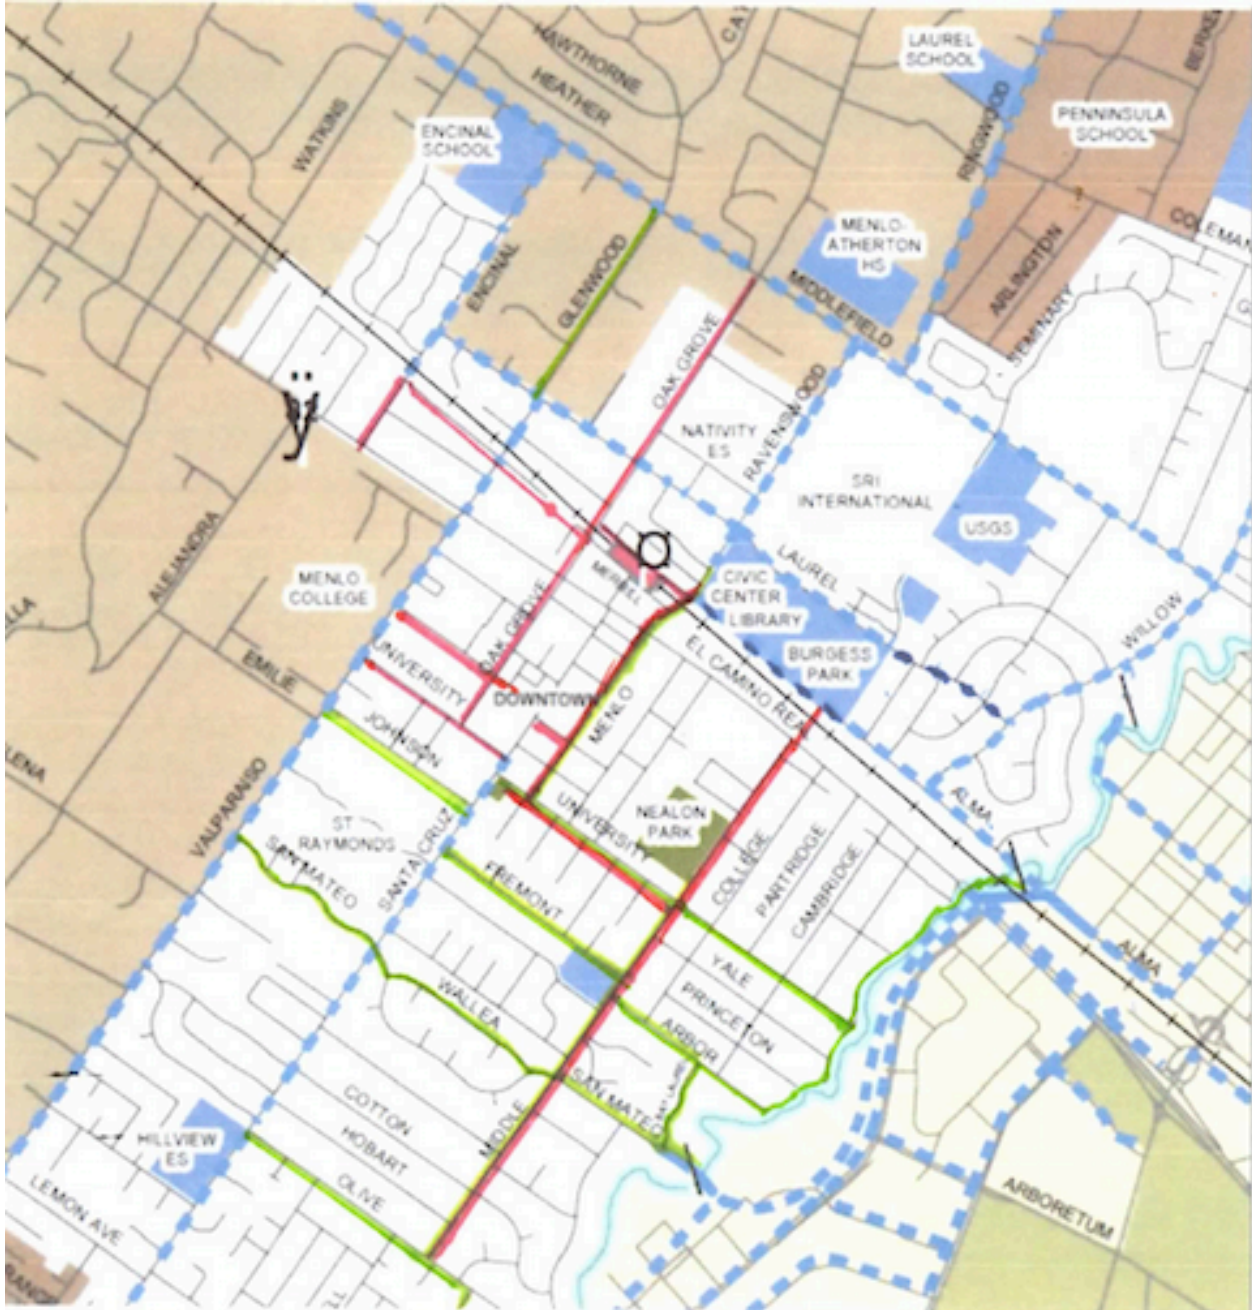 HAWTHORNE
HEATHER
CAY
LAUREL
SCHOOL
BERKE
WATKINS
ENCINAL
SCHOOL
RINGWOOD
PENNINSULA
SCHOOL
COLEMAN
MENLO-
ATHERTON
HS
ARLINGTON
SEMINARY
ENCINAL
GLENWOOD
MIDDLEFIELD
OAK GROVE
NATIVITY
ES
RAVENSWOOD
SRI
INTERNATIONAL
USGS
ALEJANDRA
MENLO
COLLEGE
MERRILL
LAUREL
CIVIC
CENTER
LIBRARY
WILLOW
OAK GROVE
UNIVERSITY
EMILIE
EL CAMINO REAL
BURGESS
PARK
DOWNTOWN
MENLO
JOHNSON
LENA
VALPARAISO
ST
RAYMONDS
SANTA CRUZ
UNIVERSITY
NEALON
PARK
ALMA
SAN MATEO
FREMONT
COLLEGE
PARTRIDGE
CAMBRIDGE
WALLEA
YALE
PRINCETON
ARBOR
ALMA
SAN MATEO
COTTON
HOBART
MIDDLE
HILLVIEW
ES
OLIVE
LEMON AVE
ARBORETUM